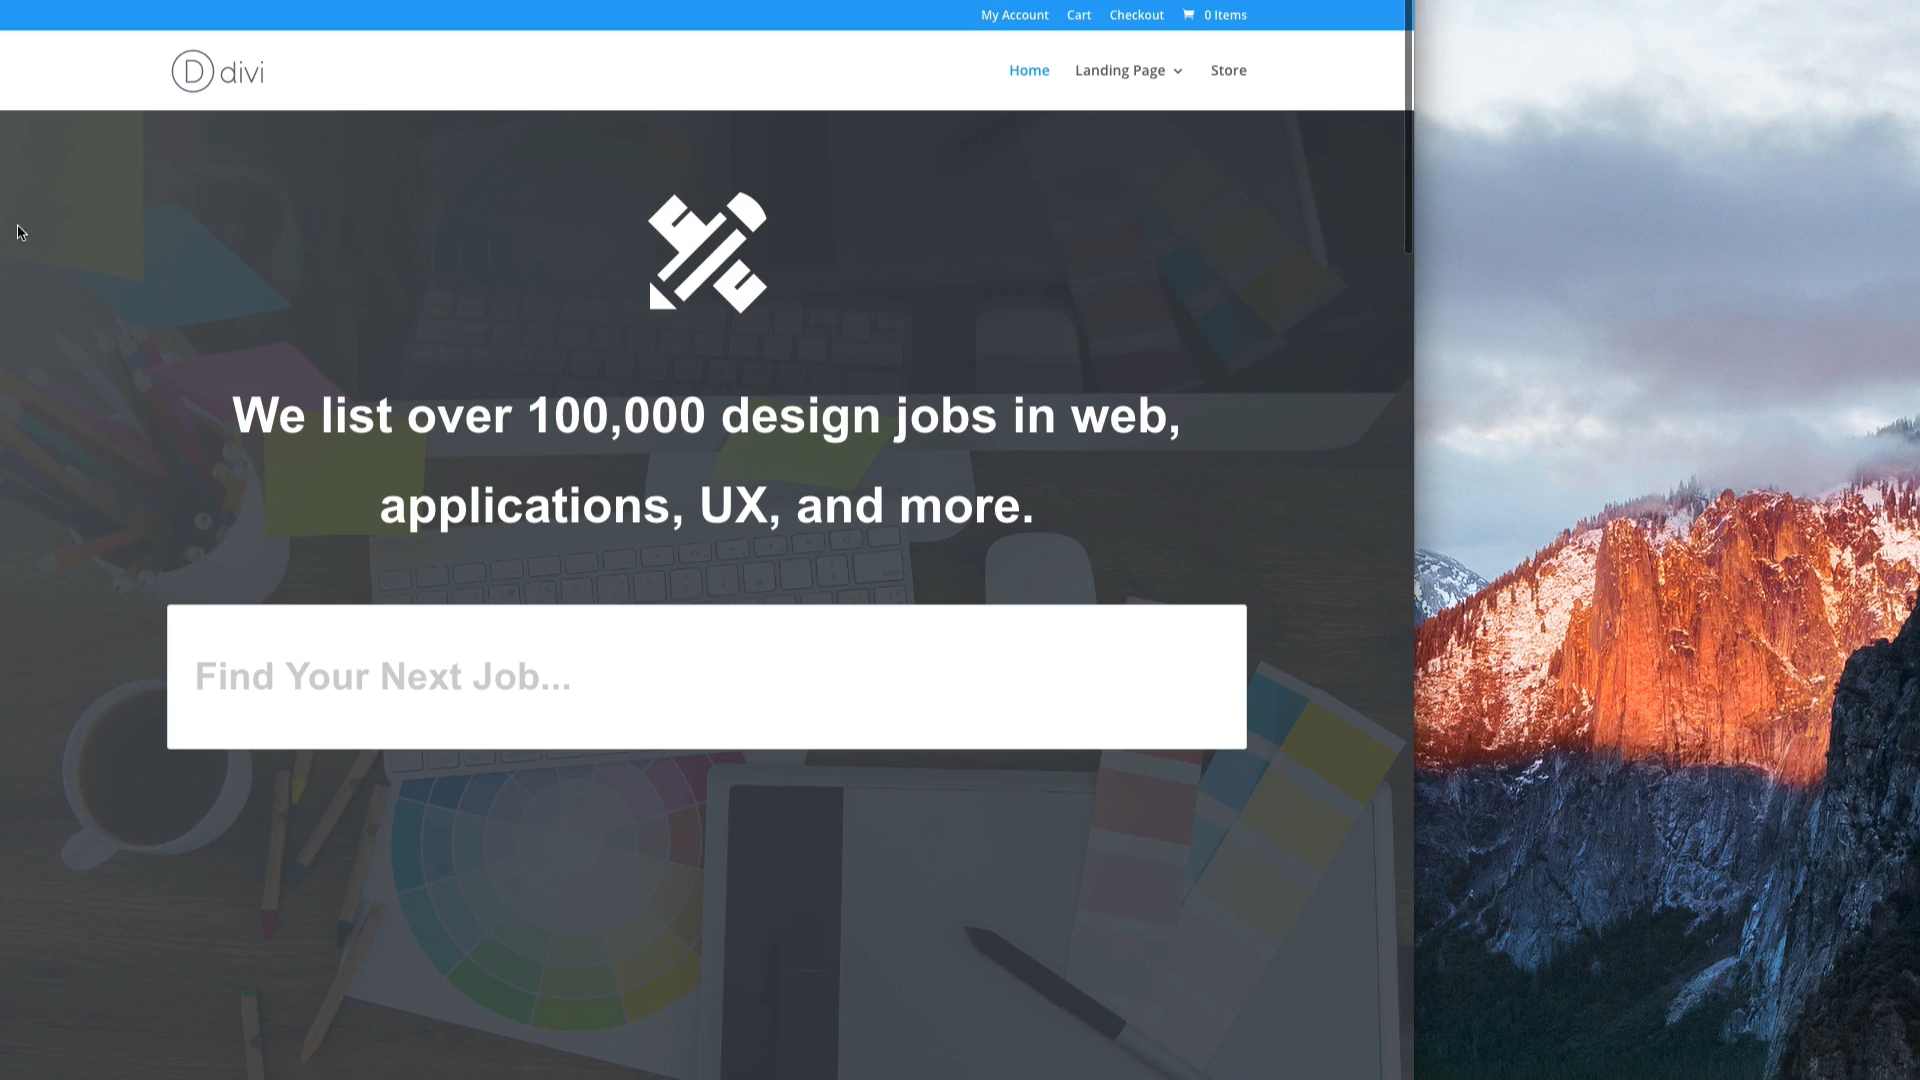 My Account Cart Checkout 0 Items
D divi
Home Landing Page Store
We list over 100,000 design jobs in web,
applications, UX, and more.
Find Your Next Job...